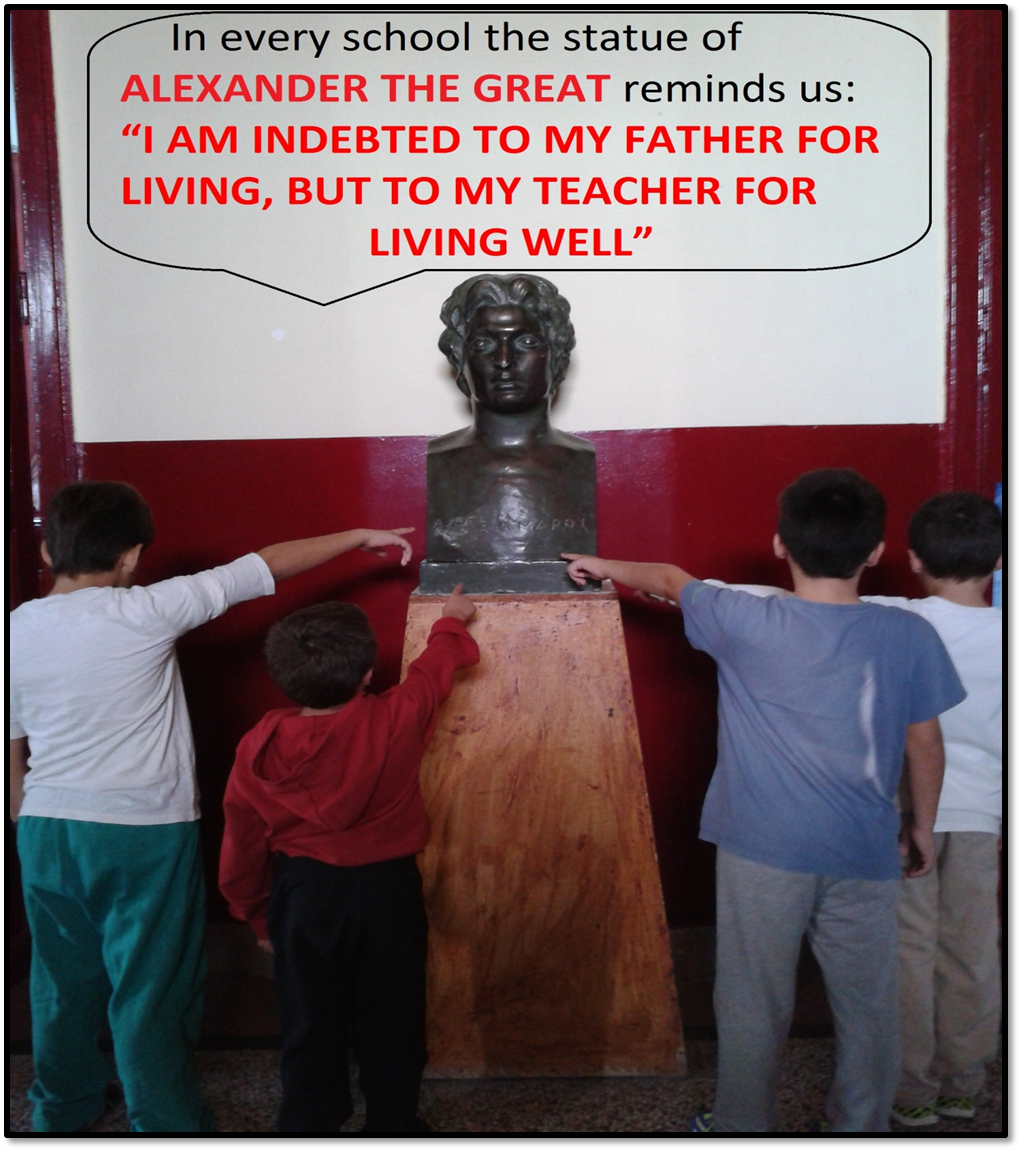 In every school the statue of
ALEXANDER THE GREAT reminds us:
“I AM INDEBTED TO MY FATHER FOR
LIVING, BUT TO MY TEACHER FOR
LIVING WELL”